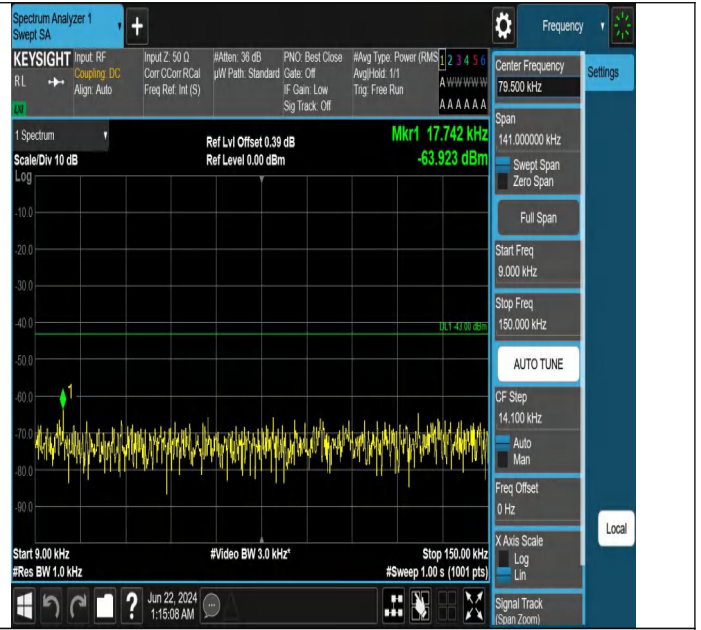 Spectrum Analyzer 1
Swept SA
+
Frequency
KEYSIGHT
RL
Input: RF
Coupling: DC
Align: Auto
Input Z: 50 Ω
Corr CCorr RCal
Freq Ref: Int (S)
#Atten: 36 dB
µW Path: Standard
PNO: Best Close
Gate: Off
IF Gain: Low
Sig Track: Off
#Avg Type: Power (RMS
Avg|Hold: 1/1
Trig: Free Run
1 2 3 4 5 6
A W W W W W
A A A A A A
1 Spectrum
Scale/Div 10 dB
Log
Ref Lvl Offset 0.39 dB
Ref Level 0.00 dBm
Mkr1 17.742 kHz
-63.923 dBm
-10.0
-20.0
-30.0
-40.0
DL1 -43.00 dBm
-50.0
-60.0
1
-70.0
-80.0
-90.0
Start 9.00 kHz
#Res BW 1.0 kHz
#Video BW 3.0 kHz*
Stop 150.00 kHz
#Sweep 1.00 s (1001 pts)
?
Jun 22, 2024
1:15:08 AM
Center Frequency
79.500 kHz
Settings
Span
141.000000 kHz
Swept Span
Zero Span
Full Span
Start Freq
9.000 kHz
Stop Freq
150.000 kHz
AUTO TUNE
CF Step
14.100 kHz
Auto
Man
Freq Offset
0 Hz
X Axis Scale
Log
Lin
Local
Signal Track
(Span Zoom)